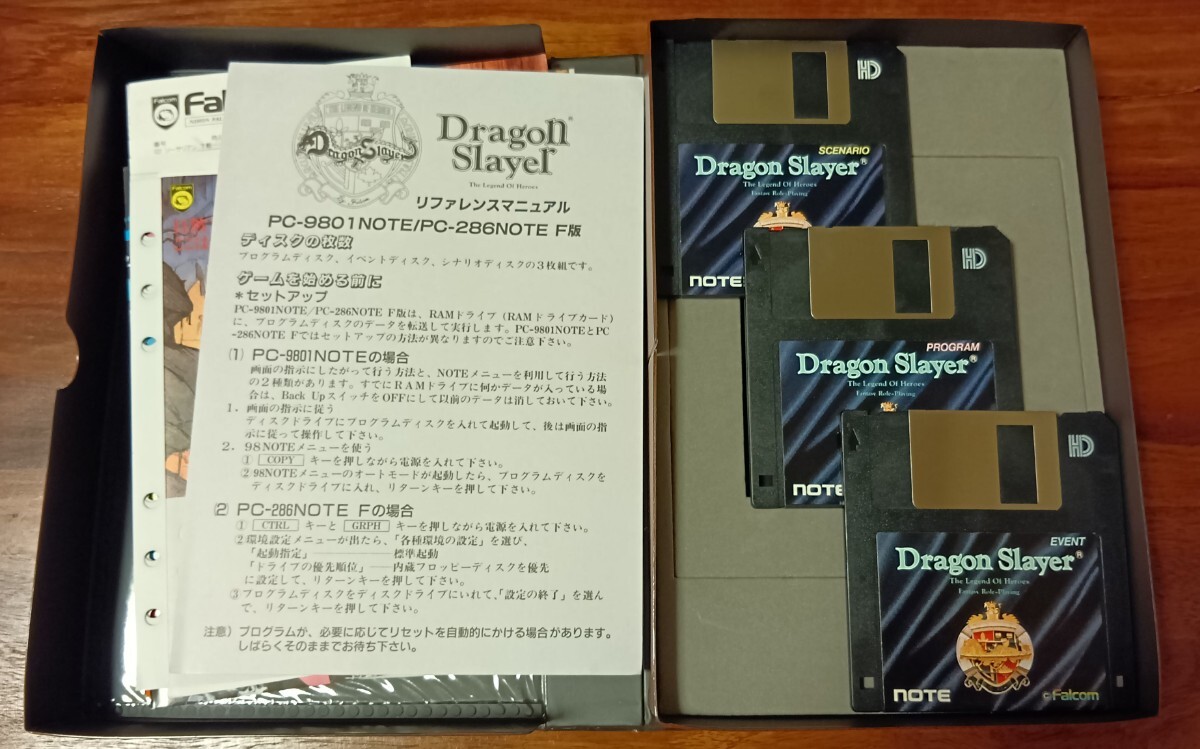 Falcom
THE LEGEND OF HEROES
Dragon Slayer
Dragon
Slayer
The Legend Of Heroes
リファレンスマニュアル
PC-9801NOTE/PC-286NOTE F版
ディスクの枚数
プログラムディスク、イベントディスク、シナリオディスクの3枚組です。
ゲームを始める前に
*セットアップ
PC-9801NOTE/PC-286NOTE F版は、RAMドライブ(RAMドライブカード)
に、プログラムディスクのデータを転送して実行します。PC-9801NOTEとPC
-286NOTE Fではセットアップの方法が異なりますのでご注意下さい。
(1) PC-9801NOTEの場合
画面の指示にしたがって行う方法と、NOTEメニューを利用して行う方法
の2種類があります。すでにRAMドライブに何かデータが入っている場
合は、Back UpスイッチをOFFにして以前のデータは消しておいて下さい。
1. 画面の指示に従う
ディスクドライブにプログラムディスクを入れて起動して、後は画面の指
示に従って操作して下さい。
2. 98NOTEメニューを使う
① COPY キーを押しながら電源を入れて下さい。
②98NOTEメニューのオートモードが起動したら、プログラムディスクを
ディスクドライブに入れ、リターンキーを押して下さい。
(2) PC-286NOTE Fの場合
① CTRL キーと GRPH キーを押しながら電源を入れて下さい。
②環境設定メニューが出たら、「各種環境の設定」を選び、
「起動指定」――――標準起動
「ドライブの優先順位」――内蔵フロッピーディスクを優先
に設定して、リターンキーを押して下さい。
③プログラムディスクをディスクドライブにいれて、「設定の終了」を選ん
で、リターンキーを押して下さい。
注意)プログラムが、必要に応じてリセットを自動的にかける場合があります。
しばらくそのままでお待ち下さい。
HD
SCENARIO
Dragon Slayer®
The Legend Of Heroes
Fantasy Role-Playing
NOTE
HD
PROGRAM
Dragon Slayer®
The Legend Of Heroes
Fantasy Role-Playing
NOTE
HD
EVENT
Dragon Slayer®
The Legend Of Heroes
Fantasy Role-Playing
NOTE
© Falcom